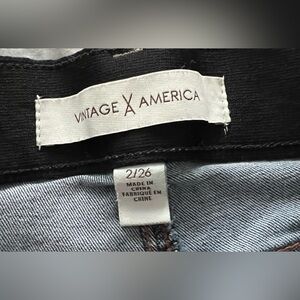 VINTAGE AMERICA
2/26
MADE IN
CHINA
FABRIQUÉ EN
CHINE